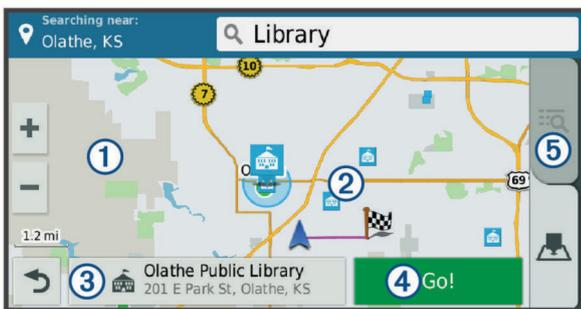 Searching near:
Olathe, KS
Library
10
7
1
5
O
2
69
1.2 mi
3
Olathe Public Library
201 E Park St, Olathe, KS
4
Go!